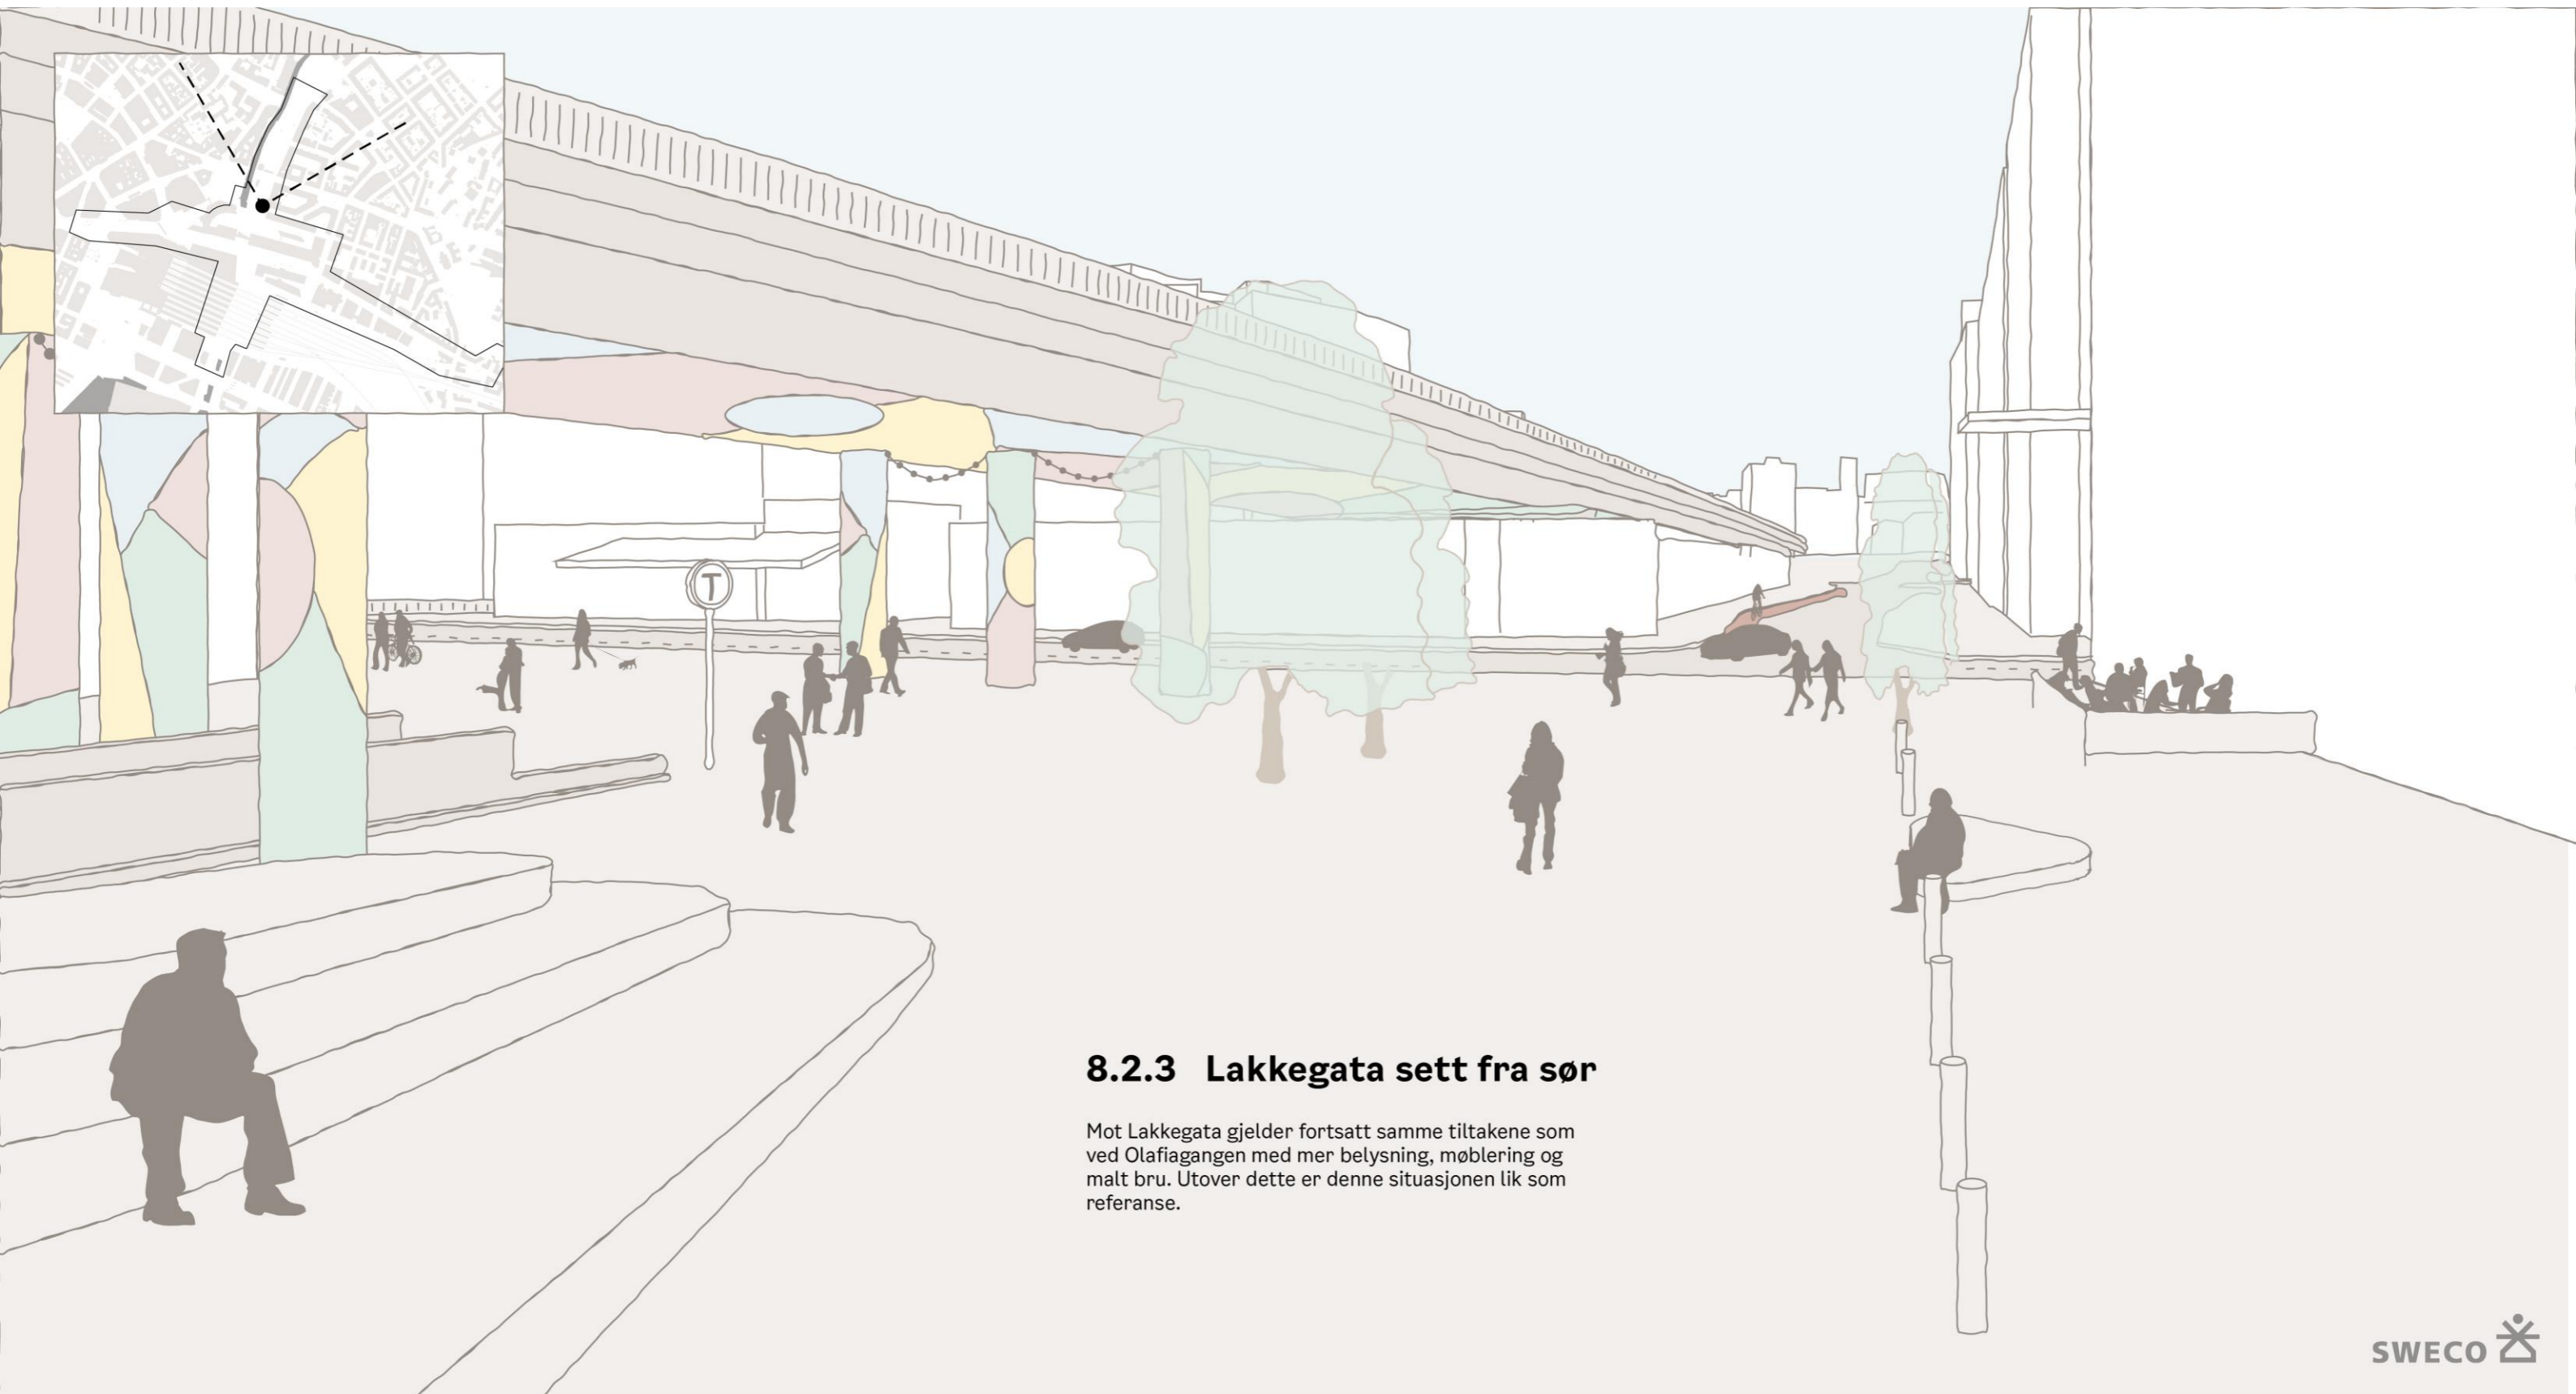 T
8.2.3 Lakkegata sett fra sør
Mot Lakkegata gjelder fortsatt samme tiltakene som
ved Olafiagangen med mer belysning, møblering og
malt bru. Utover dette er denne situasjonen lik som
referanse.
SWECO